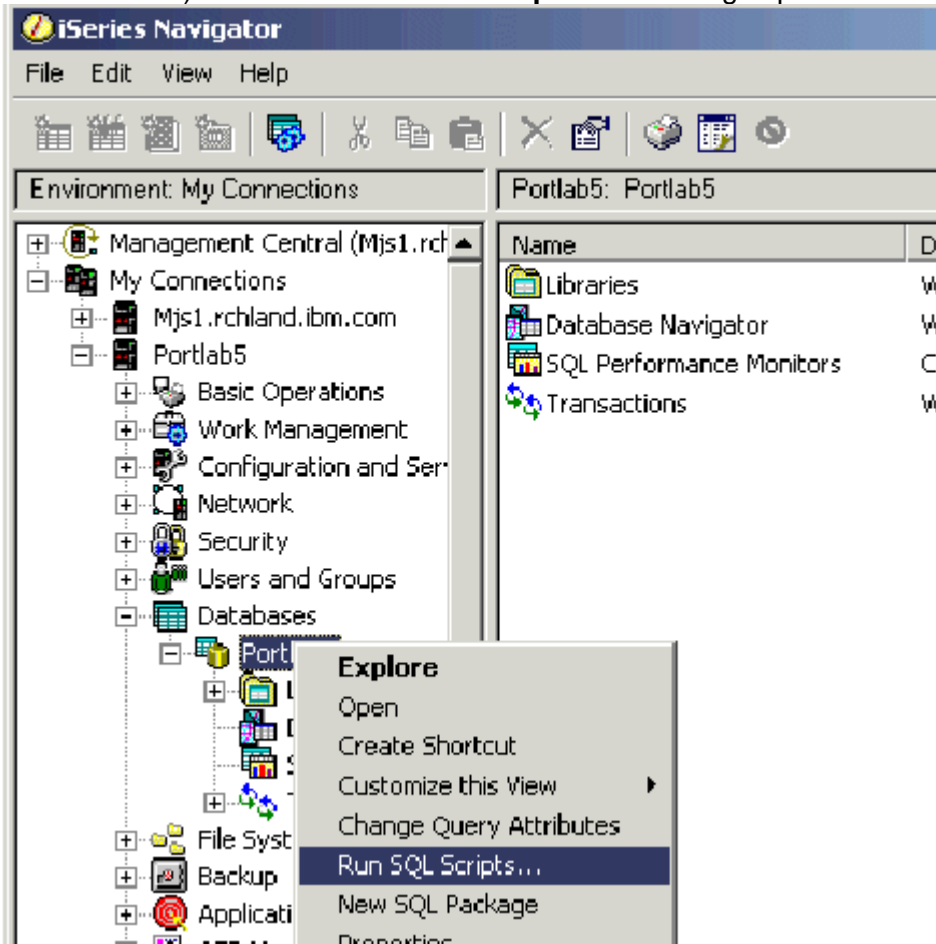 iSeries Navigator
File Edit View Help
Environment: My Connections
Portlab5: Portlab5
Management Central (Mjs1.rch
My Connections
Mjs1.rchland.ibm.com
Portlab5
Basic Operations
Work Management
Configuration and Ser
Network
Security
Users and Groups
Databases
Portl
File Syst
Backup
Applicati
Name
D
Libraries
W
Database Navigator
W
SQL Performance Monitors
C
Transactions
W
Explore
Open
Create Shortcut
Customize this View
Change Query Attributes
Run SQL Scripts...
New SQL Package
Properties